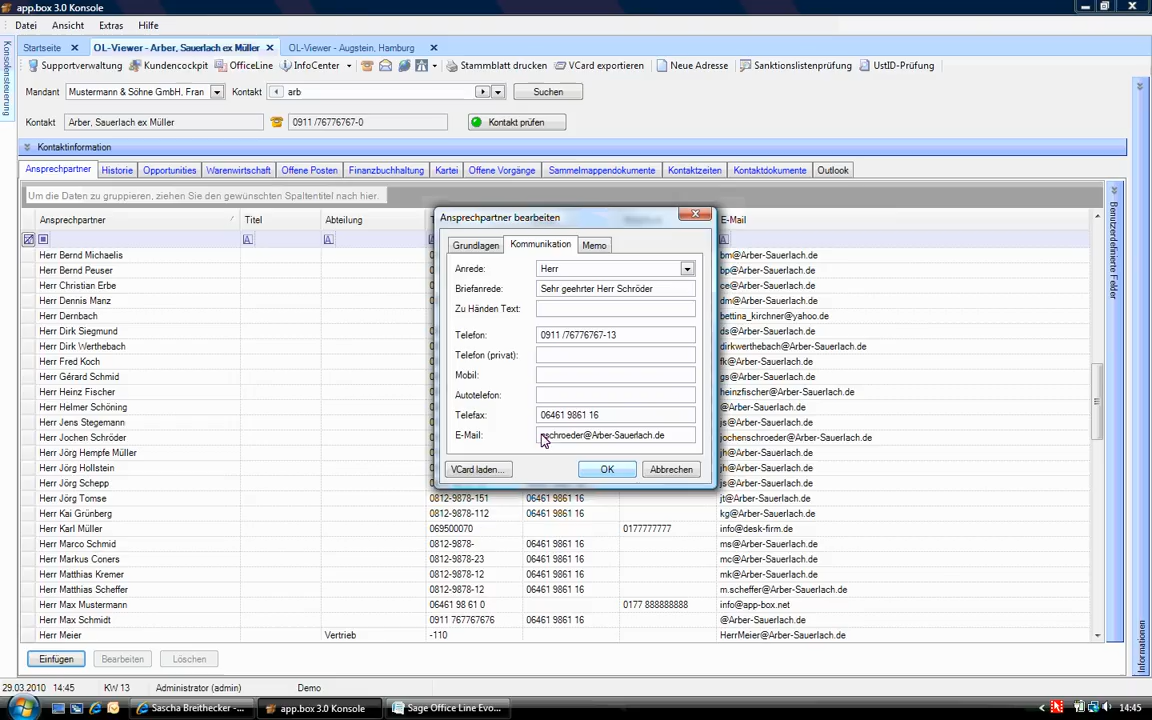 app.box 3.0 Konsole
Datei Ansicht Extras Hilfe
Konsolensteuerung
Startseite OL-Viewer - Arber, Sauerlach ex Müller OL-Viewer - Augstein, Hamburg
Supportverwaltung Kundencockpit OfficeLine InfoCenter Stammblatt drucken VCard exportieren Neue Adresse Sanktionslistenprüfung UstID-Prüfung
Mandant Mustermann & Söhne GmbH, Fran Kontakt arb Suchen
Kontakt Arber, Sauerlach ex Müller 0911 /76776767-0 Kontakt prüfen
Kontaktinformation
Ansprechpartner Historie Opportunities Warenwirtschaft Offene Posten Finanzbuchhaltung Kartei Offene Vorgänge Sammelmappendokumente Kontaktzeiten Kontaktdokumente Outlook
Um die Daten zu gruppieren, ziehen Sie den gewünschten Spaltentitel nach hier.
Ansprechpartner Titel Abteilung E-Mail
Herr Bernd Michaelis bm@Arber-Sauerlach.de
Herr Bernd Peuser bp@Arber-Sauerlach.de
Herr Christian Erbe ce@Arber-Sauerlach.de
Herr Dennis Manz dm@Arber-Sauerlach.de
Herr Dernbach bettina_kirchner@yahoo.de
Herr Dirk Siegmund ds@Arber-Sauerlach.de
Herr Dirk Werthebach dirkwerthebach@Arber-Sauerlach.de
Herr Fred Koch fk@Arber-Sauerlach.de
Herr Gérard Schmid gs@Arber-Sauerlach.de
Herr Heinz Fischer heinzfischer@Arber-Sauerlach.de
Herr Helmer Schöning @Arber-Sauerlach.de
Herr Jens Stegemann js@Arber-Sauerlach.de
Herr Jochen Schröder jochenschroeder@Arber-Sauerlach.de
Herr Jörg Hempfe Müller jh@Arber-Sauerlach.de
Herr Jörg Hollstein jh@Arber-Sauerlach.de
Herr Jörg Schepp js@Arber-Sauerlach.de
Herr Jörg Tomse 0812-9878-151 06461 9861 16 jt@Arber-Sauerlach.de
Herr Kai Grünberg 0812-9878-112 06461 9861 16 kg@Arber-Sauerlach.de
Herr Karl Müller 069500070 0177777777 info@desk-firm.de
Herr Marco Schmid 0812-9878- 06461 9861 16 ms@Arber-Sauerlach.de
Herr Markus Coners 0812-9878-23 06461 9861 16 mc@Arber-Sauerlach.de
Herr Matthias Kremer 0812-9878-12 06461 9861 16 mk@Arber-Sauerlach.de
Herr Matthias Scheffer 0812-9878-12 06461 9861 16 m.scheffer@Arber-Sauerlach.de
Herr Max Mustermann 06461 98 61 0 0177 888888888 info@app-box.net
Herr Max Schmidt 0911 767767676 06461 9861 16 @Arber-Sauerlach.de
Herr Meier Vertrieb -110 HerrMeier@Arber-Sauerlach.de
Ansprechpartner bearbeiten
Grundlagen Kommunikation Memo
Anrede: Herr
Briefanrede: Sehr geehrter Herr Schröder
Zu Händen Text:
Telefon: 0911 /76776767-13
Telefon (privat):
Mobil:
Autotelefon:
Telefax: 06461 9861 16
E-Mail: schroeder@Arber-Sauerlach.de
VCard laden... OK Abbrechen
Einfügen Bearbeiten Löschen
Benutzerdefinierte Felder
Informationen
29.03.2010 14:45 KW 13 Administrator (admin) Demo
Sascha Breithecker -... app.box 3.0 Konsole Sage Office Line Evo... 14:45